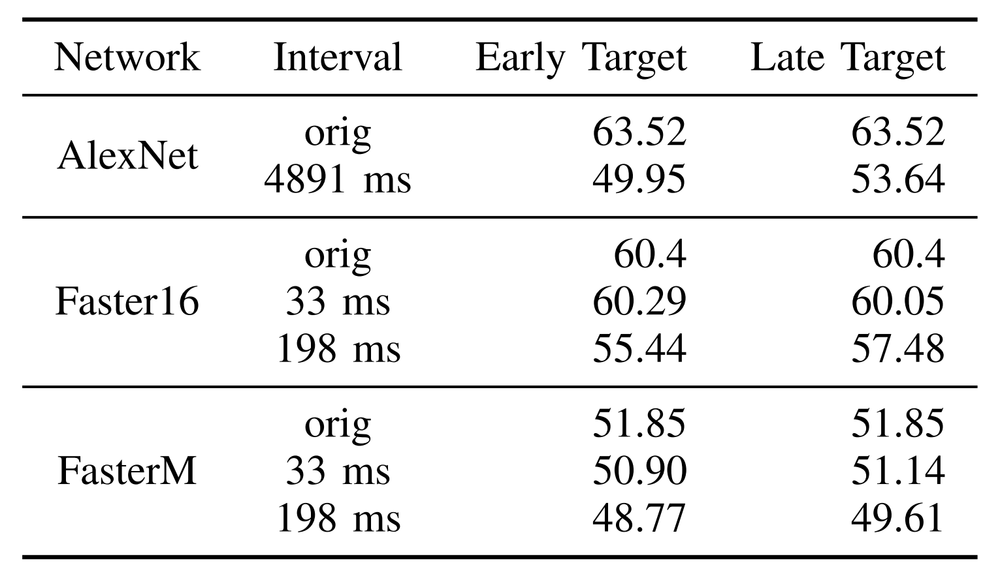 Network Interval Early Target Late Target
orig 63.52 63.52
AlexNet
4891 ms 49.95 53.64
orig 60.4 60.4
Faster16 33 ms 60.29 60.05
198 ms 55.44 57.48
orig 51.85 51.85
FasterM 33 ms 50.90 51.14
198 ms 48.77 49.61